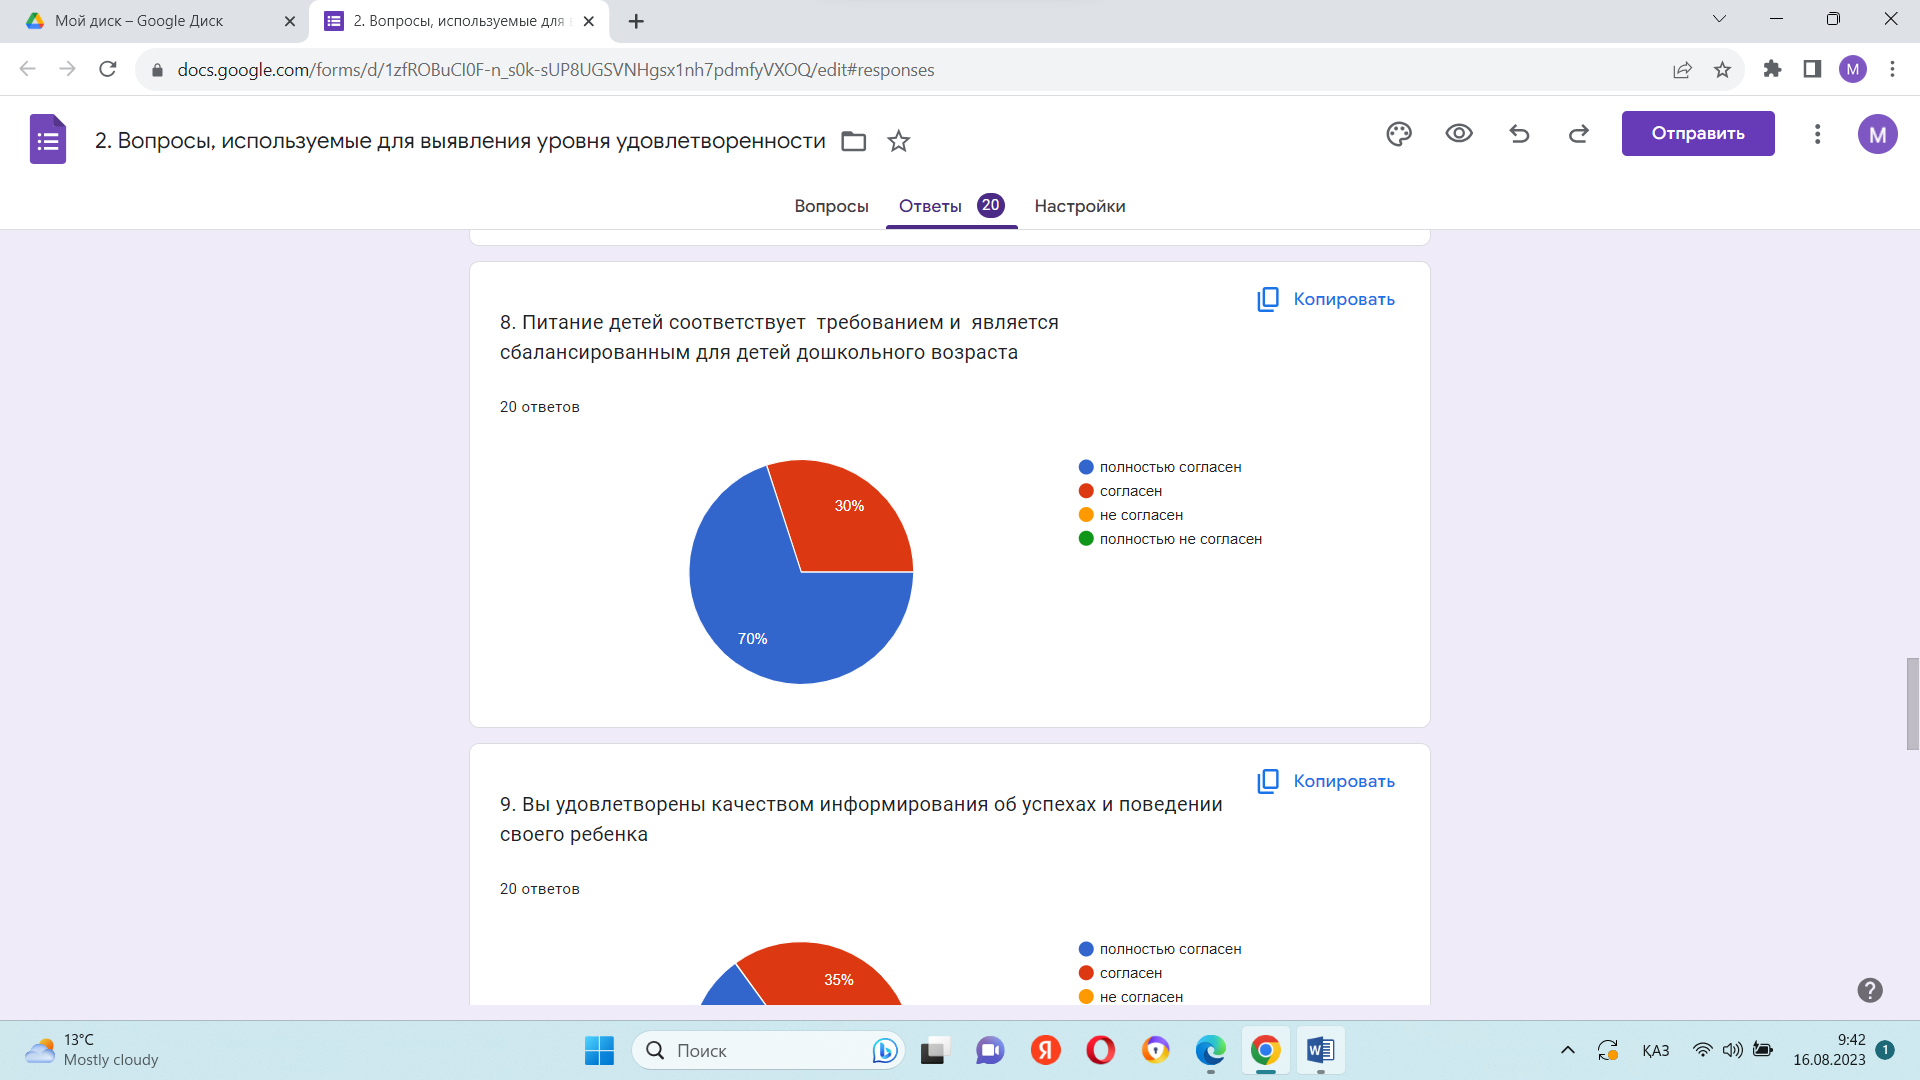 Мой диск – Google Диск
2. Вопросы, используемые для
docs.google.com/forms/d/1zfROBuCI0F-n_s0k-sUP8UGSVNHgsx1nh7pdmfyVXOQ/edit#responses
M
2. Вопросы, используемые для выявления уровня удовлетворенности
Отправить
M
Вопросы
Ответы 20
Настройки
Копировать
8. Питание детей соответствует  требованием и  является
сбалансированным для детей дошкольного возраста
20 ответов
30%
70%
полностью согласен
согласен
не согласен
полностью не согласен
Копировать
9. Вы удовлетворены качеством информирования об успехах и поведении
своего ребенка
20 ответов
35%
полностью согласен
согласен
не согласен
13°C
Mostly cloudy
Поиск
ҚАЗ
9:42
16.08.2023
1